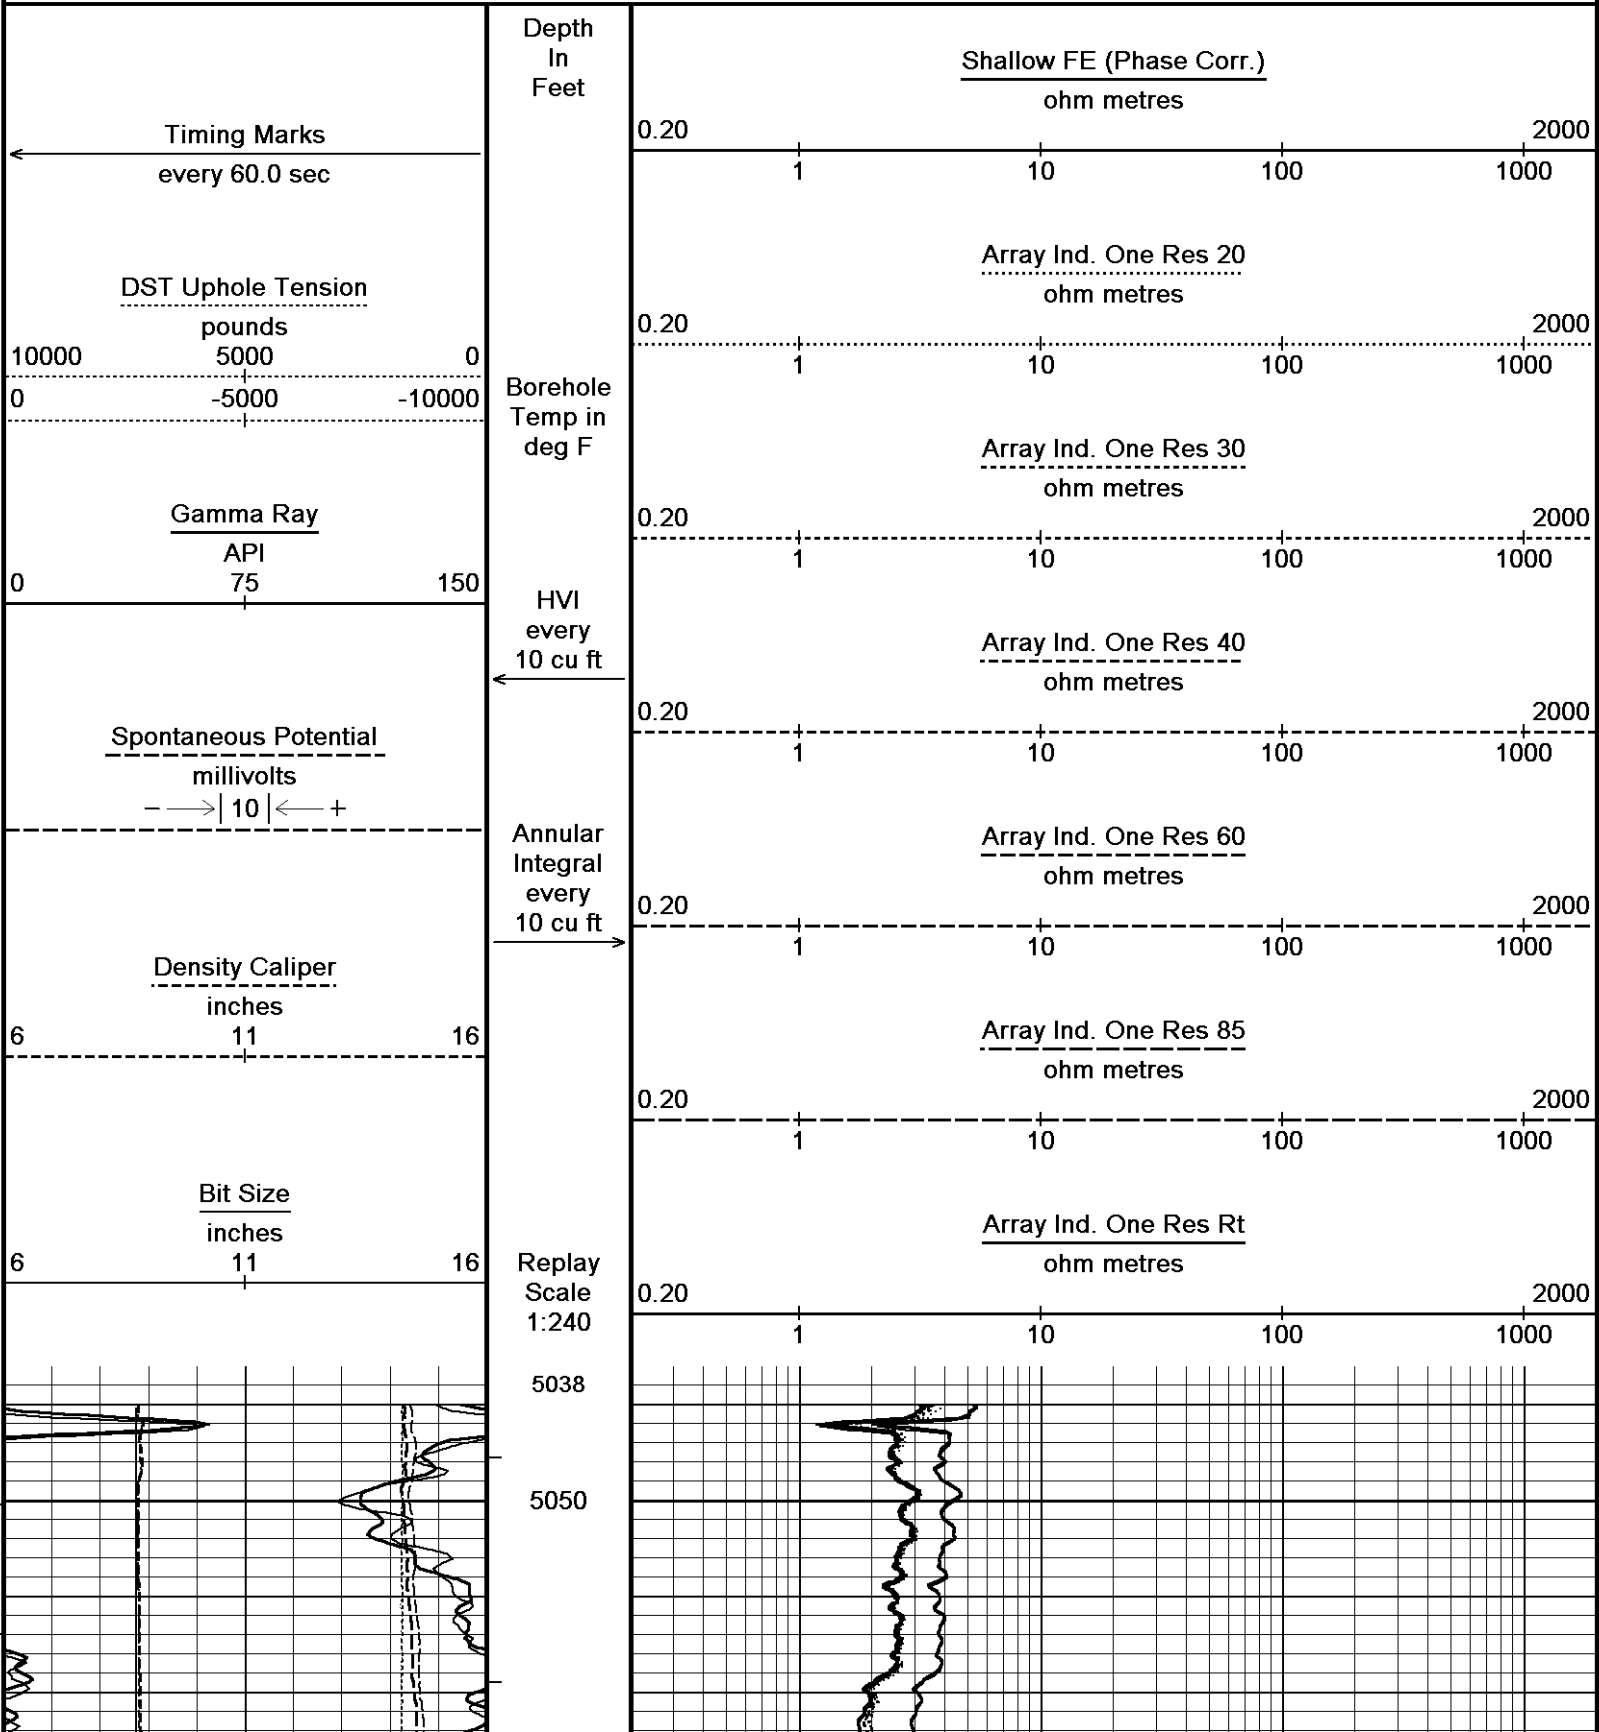 Timing Marks
every 60.0 sec
DST Uphole Tension
pounds
10000 5000 0
0 -5000 -10000
Gamma Ray
API
0 75 150
Spontaneous Potential
millivolts
− 10 +
Density Caliper
inches
6 11 16
Bit Size
inches
6 11 16
Depth
In
Feet
Borehole
Temp in
deg F
HVI
every
10 cu ft
Annular
Integral
every
10 cu ft
Replay
Scale
1:240
5038
5050
Shallow FE (Phase Corr.)
ohm metres
0.20 2000
1 10 100 1000
Array Ind. One Res 20
ohm metres
0.20 2000
1 10 100 1000
Array Ind. One Res 30
ohm metres
0.20 2000
1 10 100 1000
Array Ind. One Res 40
ohm metres
0.20 2000
1 10 100 1000
Array Ind. One Res 60
ohm metres
0.20 2000
1 10 100 1000
Array Ind. One Res 85
ohm metres
0.20 2000
1 10 100 1000
Array Ind. One Res Rt
ohm metres
0.20 2000
1 10 100 1000